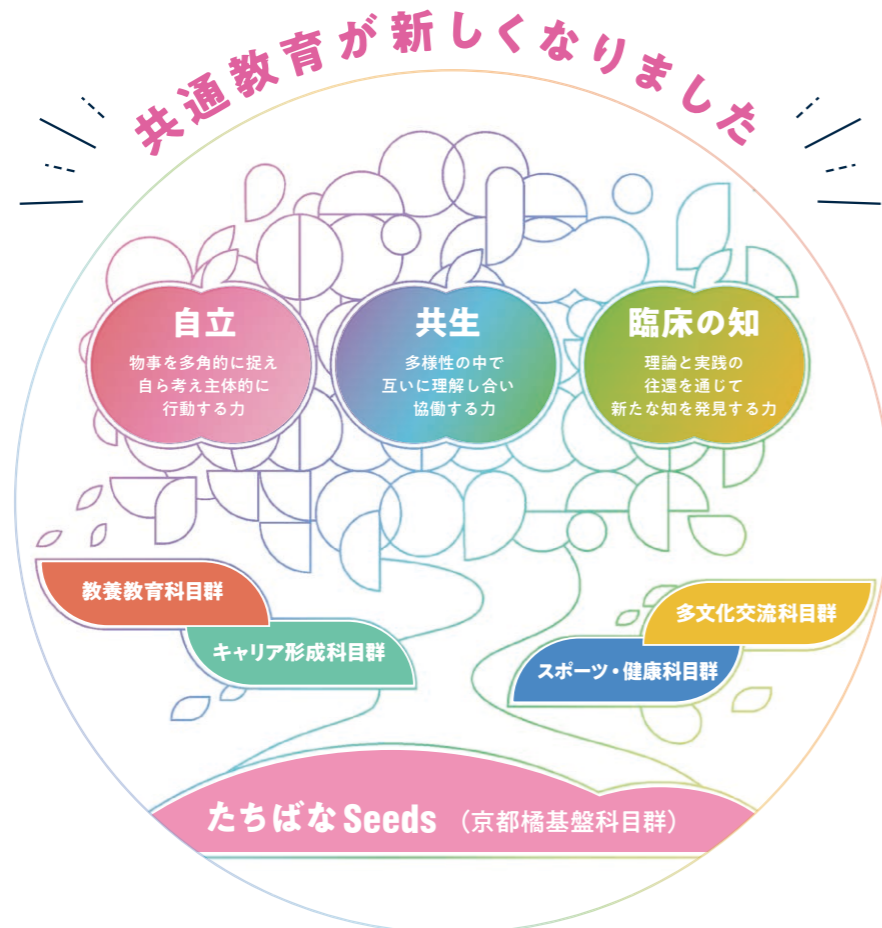 共通教育が新しくなりました
自立
物事を多角的に捉え
自ら考え主体的に
行動する力
共生
多様性の中で
互いに理解し合い
協働する力
臨床の知
理論と実践の
往還を通じて
新たな知を発見する力
教養教育科目群
キャリア形成科目群
多文化交流科目群
スポーツ・健康科目群
たちばなSeeds（京都橘基盤科目群）